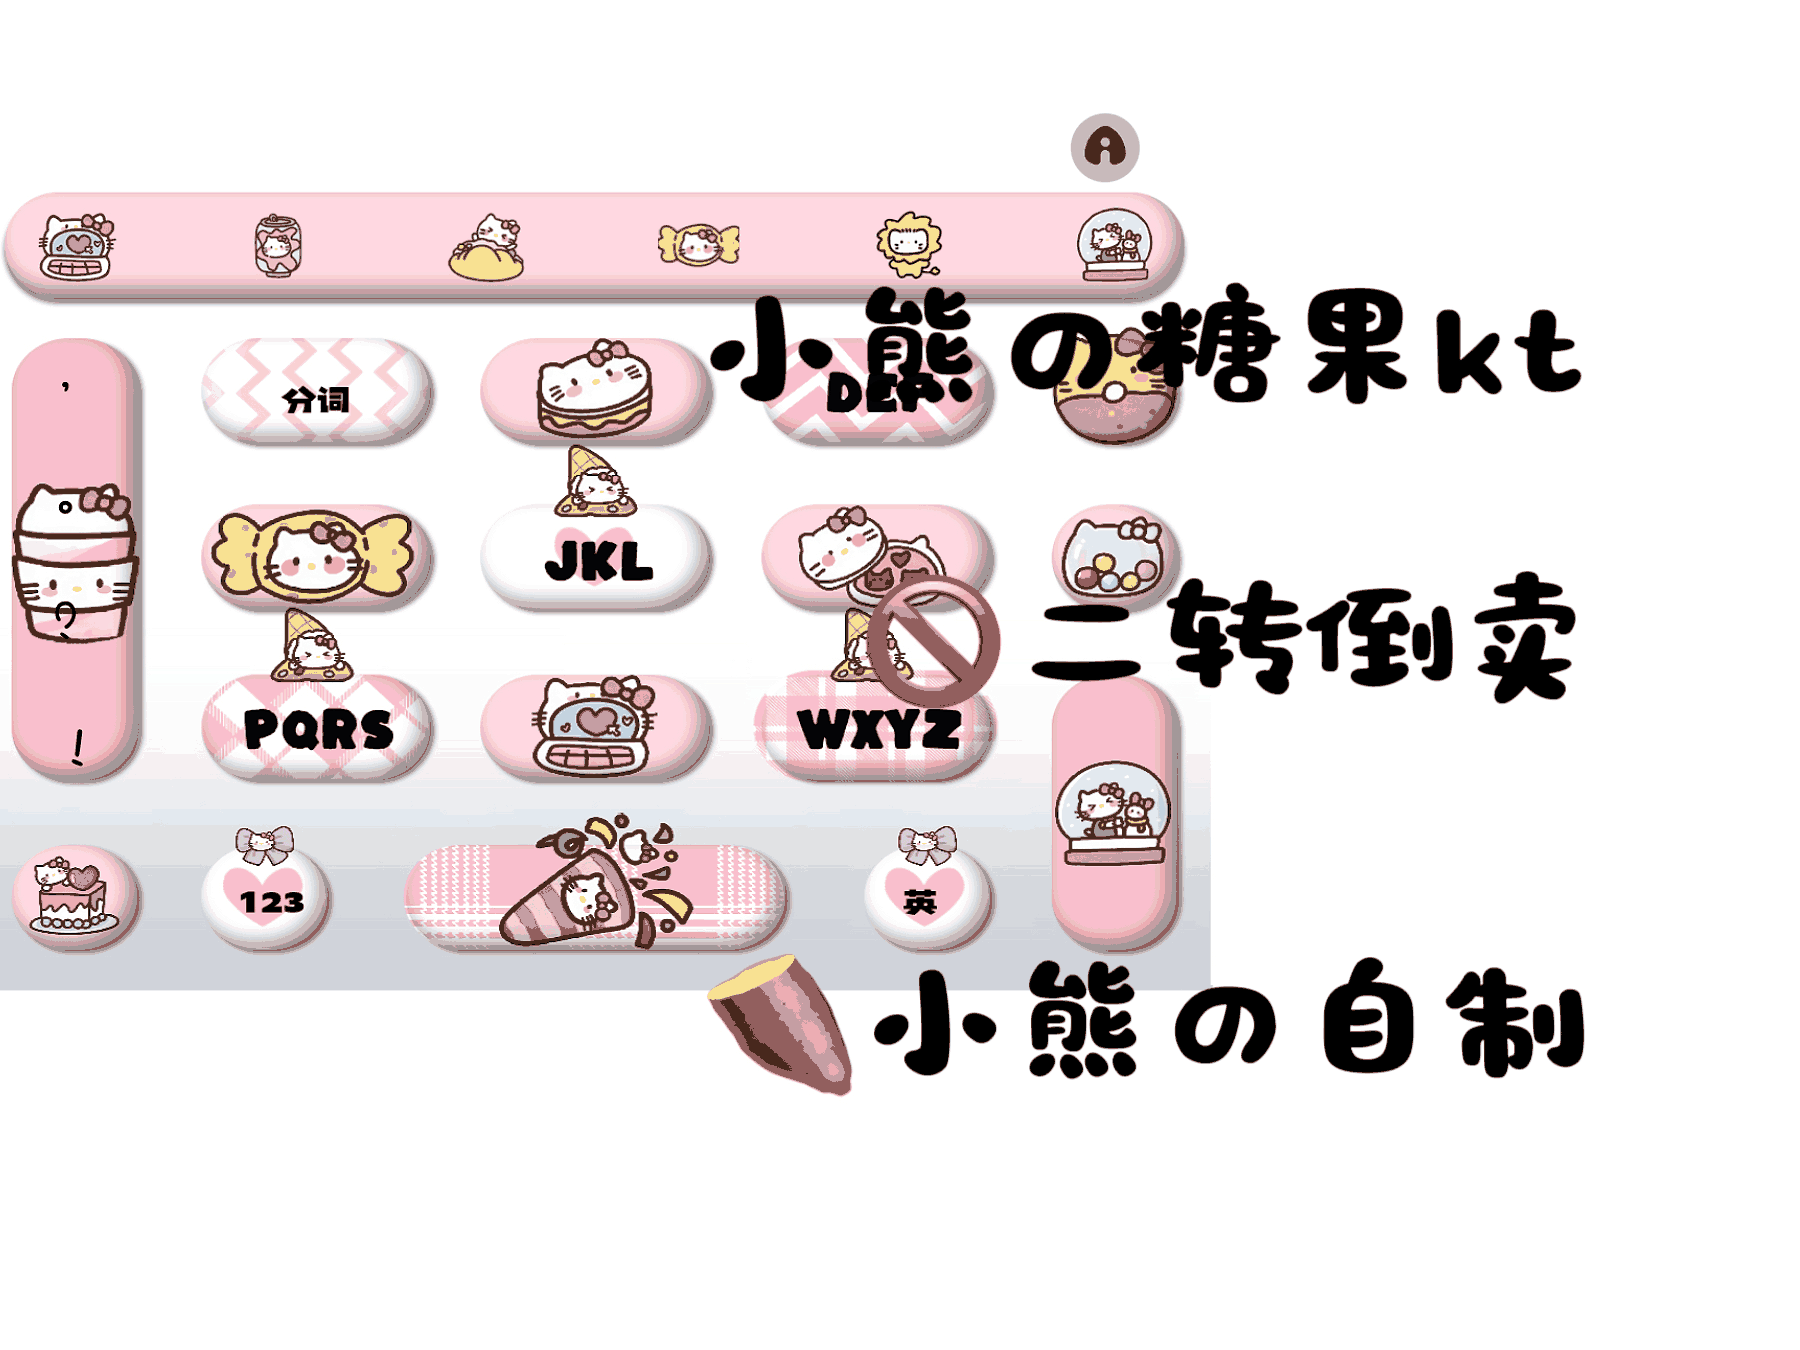 小熊の糖果kt
，
分词
DEF
。
JKL
？
🚫二转倒卖
！
PQRS
WXYZ
123
英
🍠小熊の自制